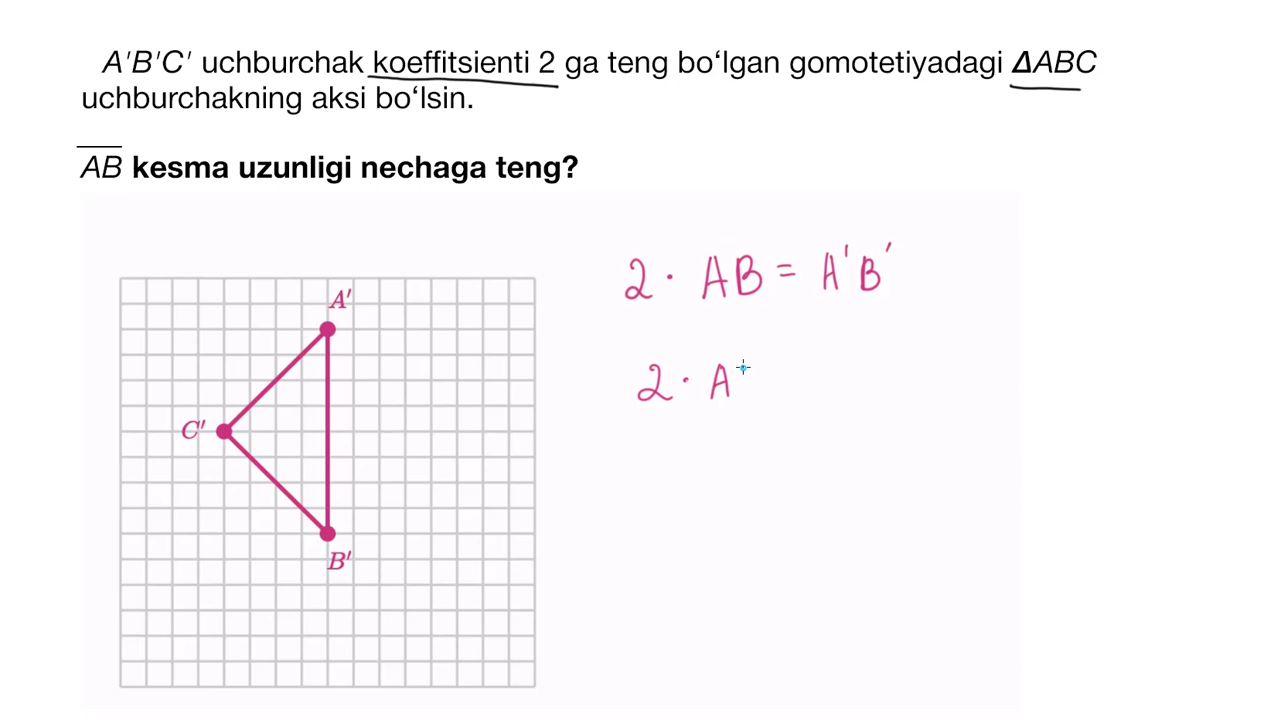 A′B′C′ uchburchak koeffitsienti 2 ga teng bo‘lgan gomotetiyadagi ΔABC
uchburchakning aksi bo‘lsin.
AB kesma uzunligi nechaga teng?
2 · AB = A′B′
A′
2 · A
C′
B′